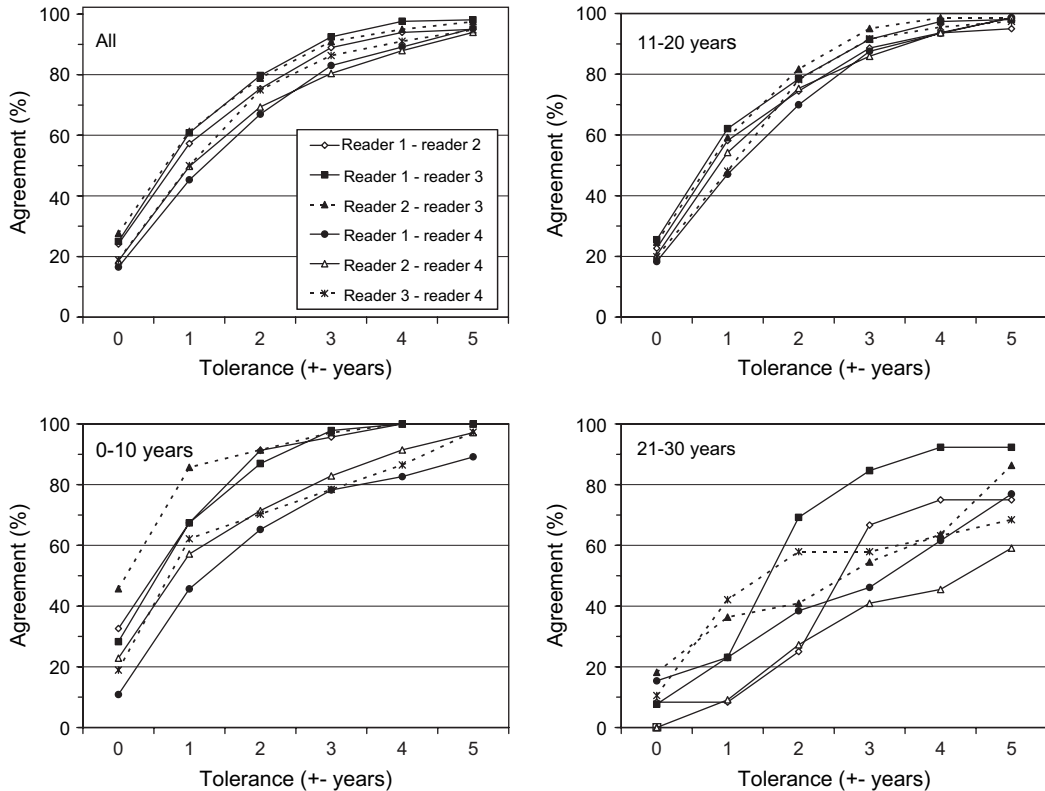 100
80
60
40
20
0
Agreement (%)
All
Reader 1 - reader 2
Reader 1 - reader 3
Reader 2 - reader 3
Reader 1 - reader 4
Reader 2 - reader 4
Reader 3 - reader 4
0 1 2 3 4 5
Tolerance (+- years)
100
80
60
40
20
0
Agreement (%)
11-20 years
0 1 2 3 4 5
Tolerance (+- years)
100
80
60
40
20
0
Agreement (%)
0-10 years
0 1 2 3 4 5
Tolerance (+- years)
100
80
60
40
20
0
Agreement (%)
21-30 years
0 1 2 3 4 5
Tolerance (+- years)